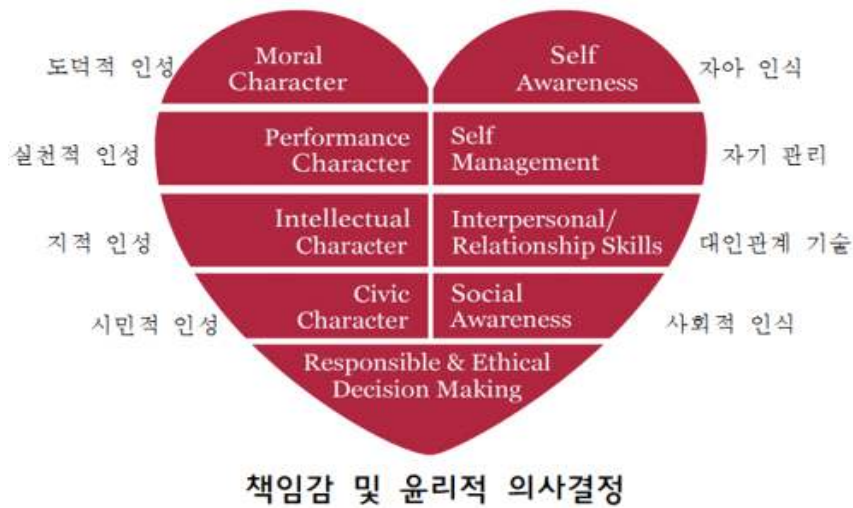 도덕적 인성
Moral
Character
Self
Awareness
자아 인식
실천적 인성
Performance
Character
Self
Management
자기 관리
지적 인성
Intellectual
Character
Interpersonal/
Relationship Skills
대인관계 기술
시민적 인성
Civic
Character
Social
Awareness
사회적 인식
Responsible & Ethical
Decision Making
책임감 및 윤리적 의사결정